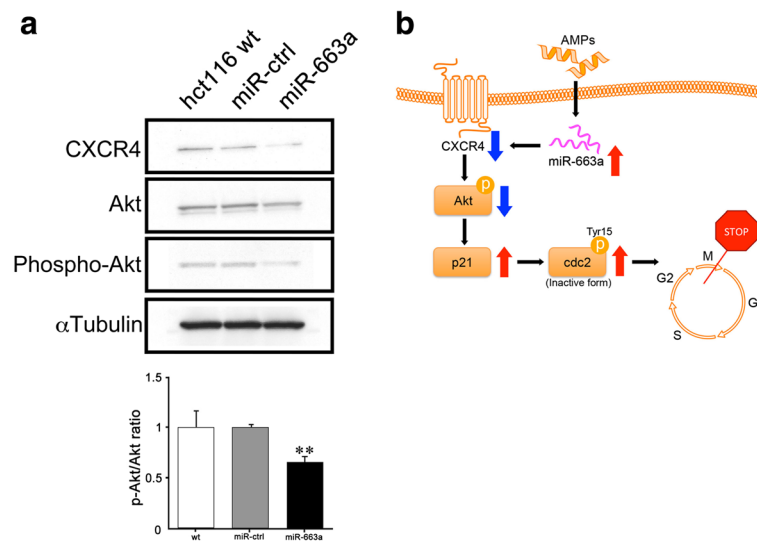 a
hct116 wt
miR-ctrl
miR-663a
CXCR4
Akt
Phospho-Akt
αTubulin
1.5
1
0.5
0
p-Akt/Akt ratio
**
wt
miR-ctrl
miR-663a
b
AMPs
CXCR4
miR-663a
p
Akt
Tyr15
p
p21
cdc2
(Inactive form)
STOP
M
G2
G
S